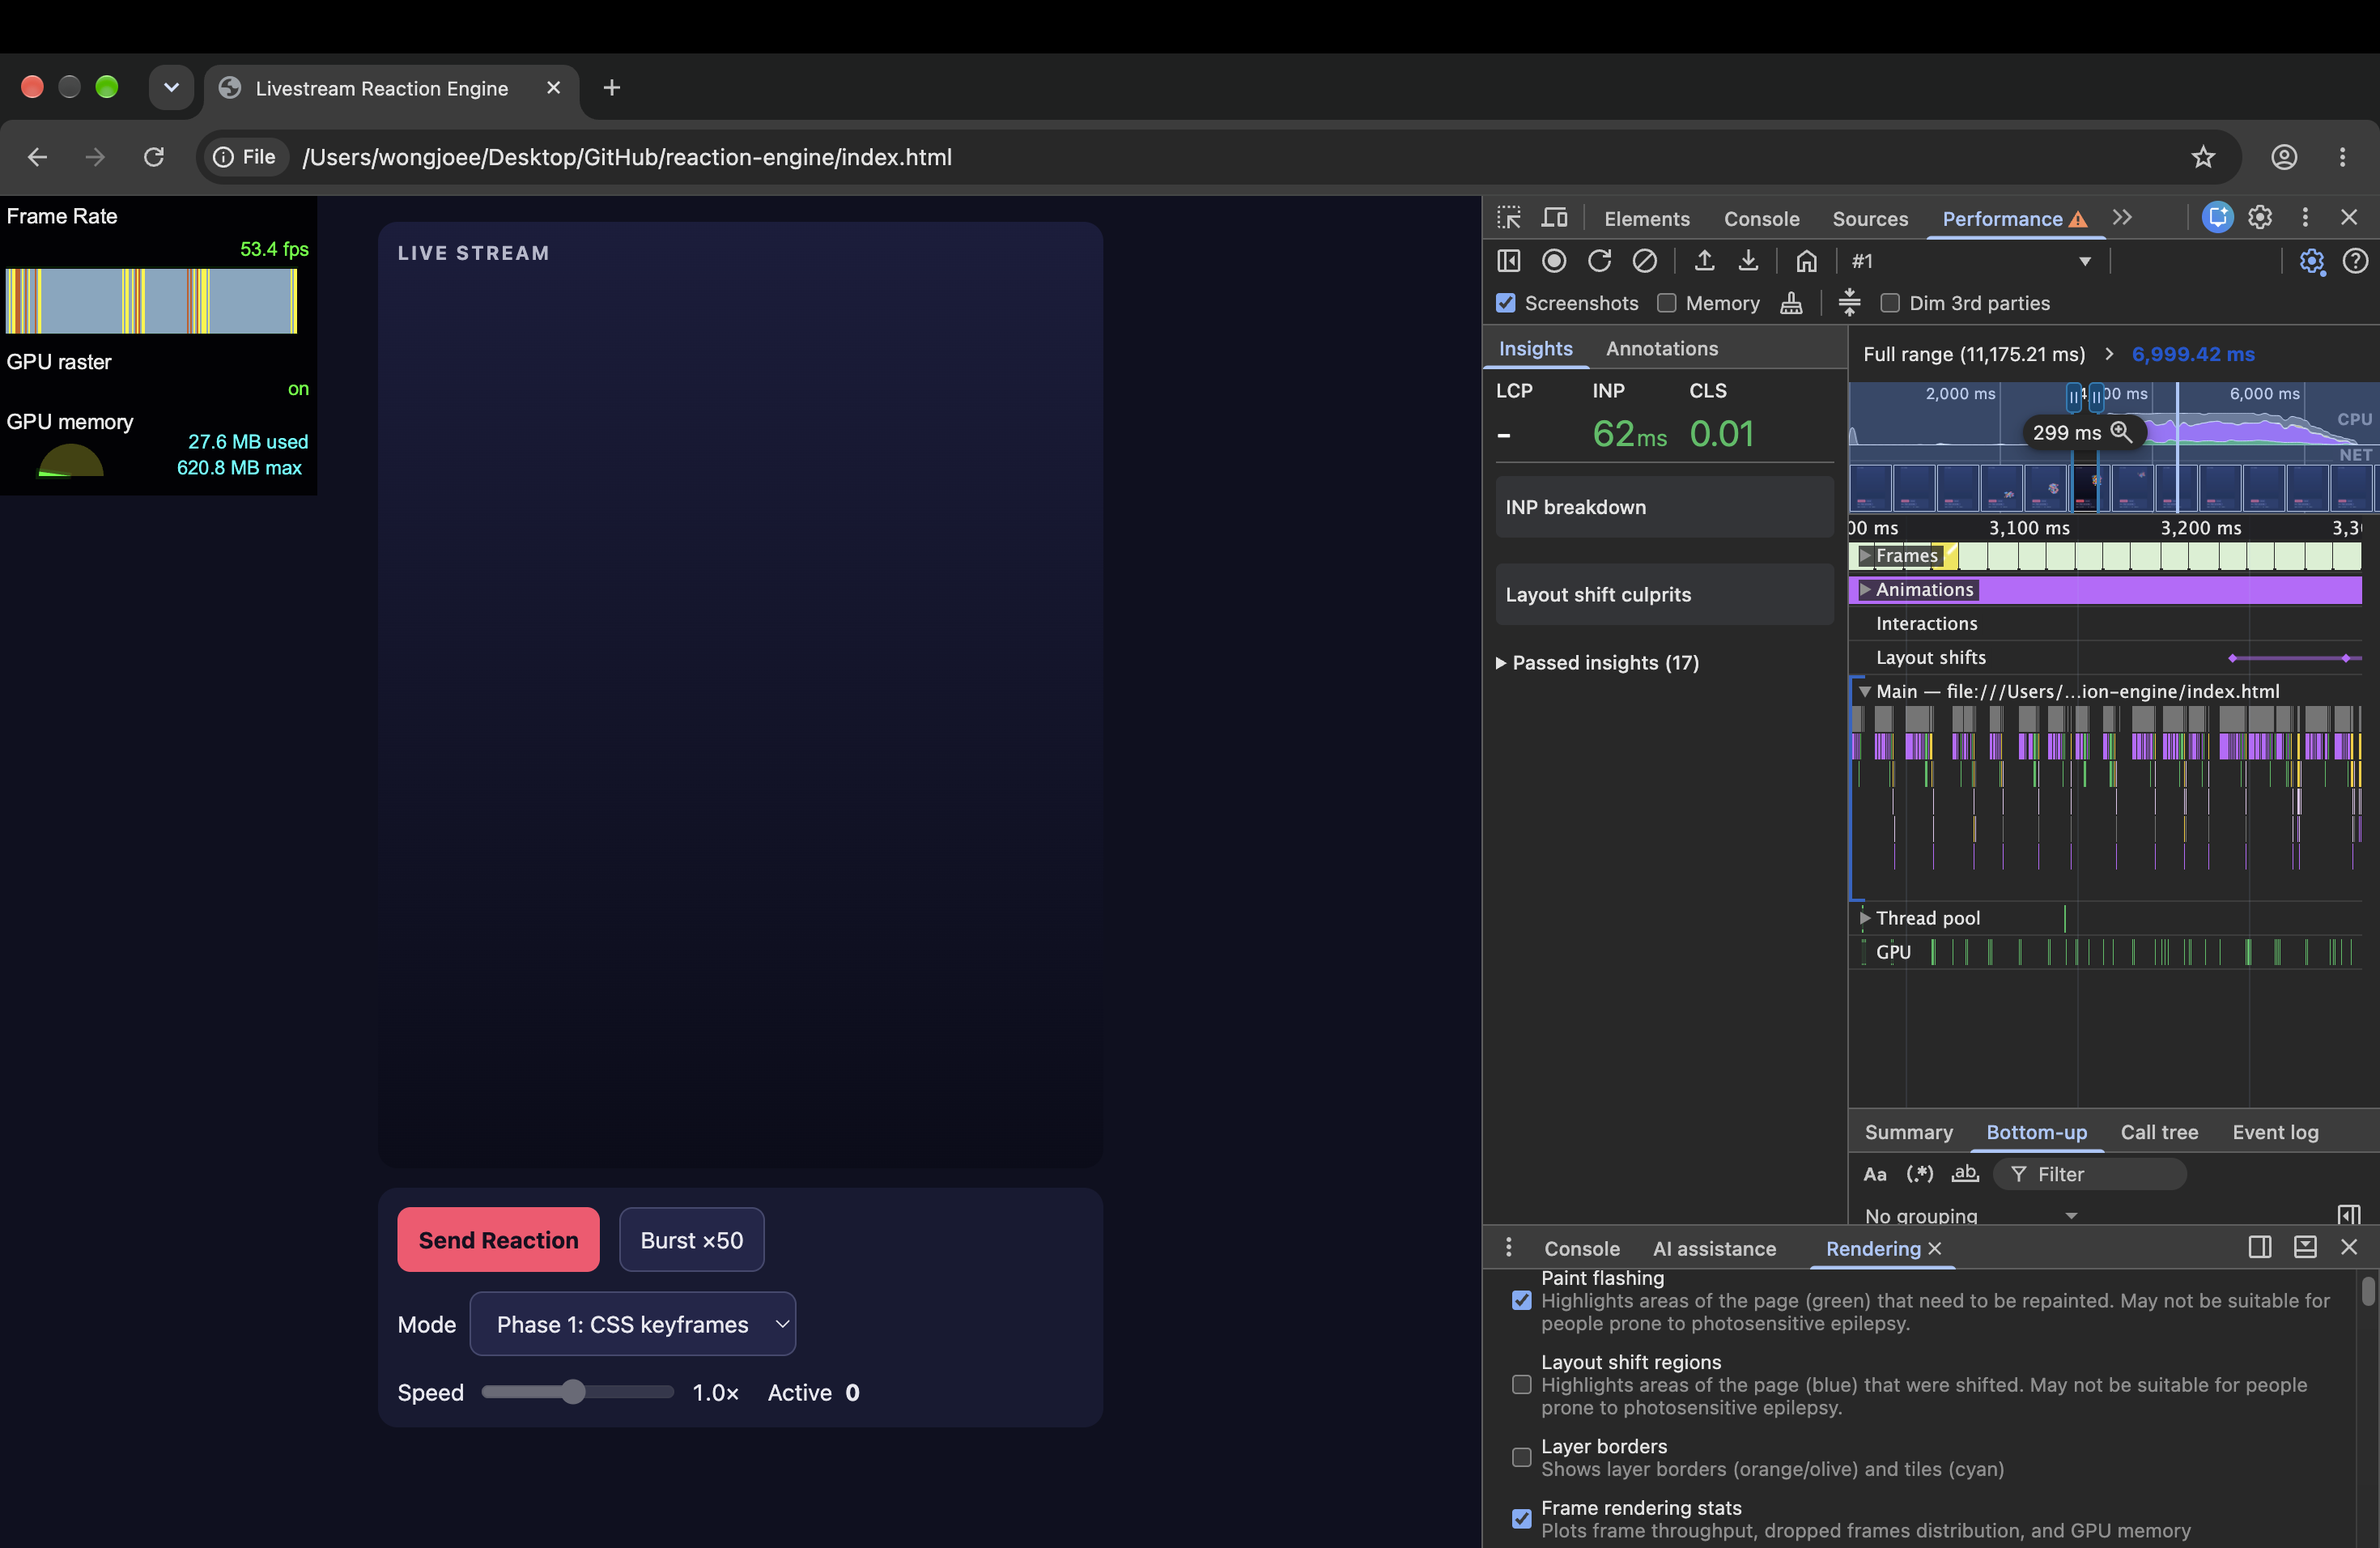 Livestream Reaction Engine
File /Users/wongjoee/Desktop/GitHub/reaction-engine/index.html
Frame Rate
53.4 fps
GPU raster
on
GPU memory
27.6 MB used
620.8 MB max
LIVE STREAM
Send Reaction
Burst ×50
Mode
Phase 1: CSS keyframes
Speed
1.0×
Active 0
Elements
Console
Sources
Performance
#1
Screenshots
Memory
Dim 3rd parties
Insights
Annotations
LCP
INP
CLS
-
62ms
0.01
INP breakdown
Layout shift culprits
Passed insights (17)
Full range (11,175.21 ms)
6,999.42 ms
2,000 ms
00 ms
6,000 ms
CPU
299 ms
NET
00 ms
3,100 ms
3,200 ms
3,3
Frames
Animations
Interactions
Layout shifts
Main — file:///Users/…ion-engine/index.html
Thread pool
GPU
Summary
Bottom-up
Call tree
Event log
Aa
(.*)
ab
Filter
No grouping
Console
AI assistance
Rendering
Paint flashing
Highlights areas of the page (green) that need to be repainted. May not be suitable for
people prone to photosensitive epilepsy.
Layout shift regions
Highlights areas of the page (blue) that were shifted. May not be suitable for people
prone to photosensitive epilepsy.
Layer borders
Shows layer borders (orange/olive) and tiles (cyan)
Frame rendering stats
Plots frame throughput, dropped frames distribution, and GPU memory